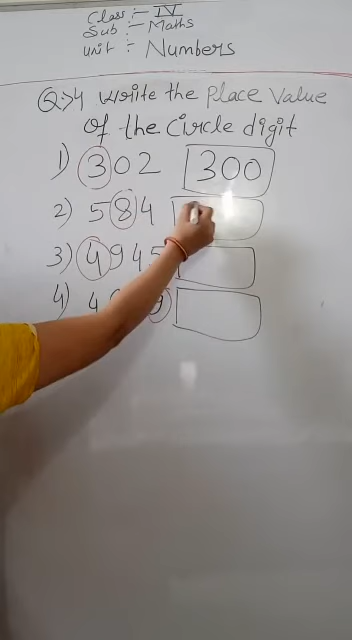 Class :- IV
Sub :- Maths
Unit :- Numbers
Q:>4 Write the Place Value
of the Circle digit
1) 302 300
2) 584
3) 4945
4) 4